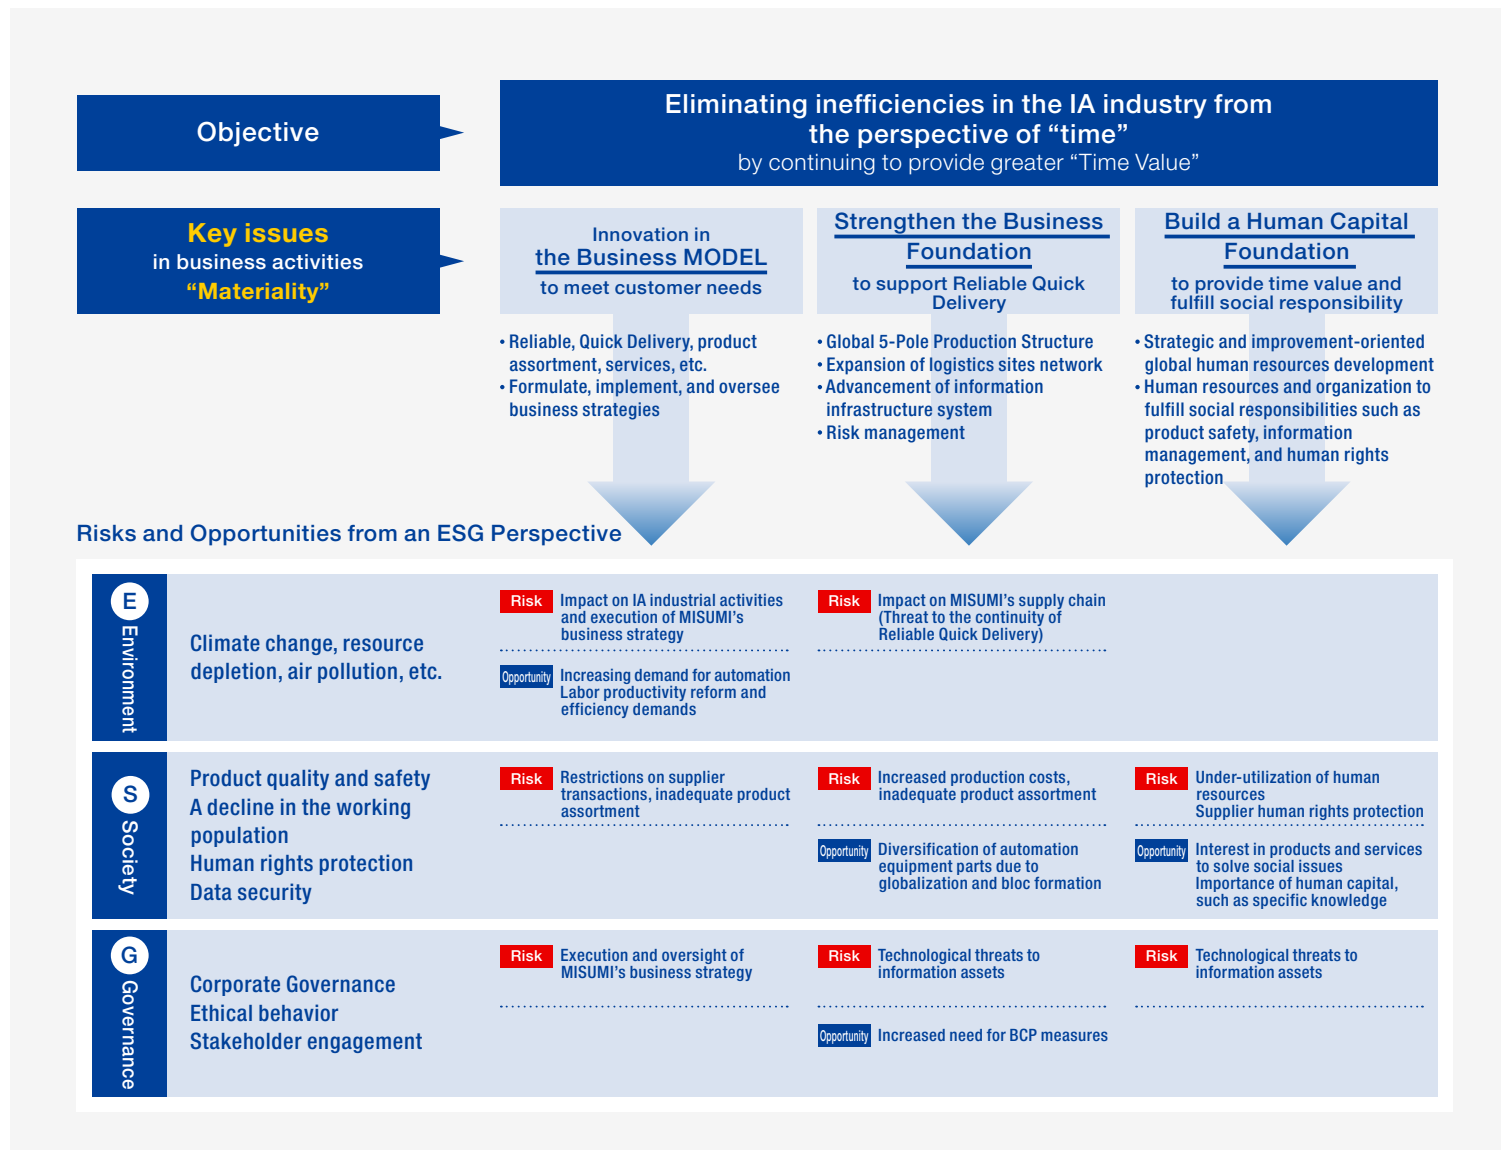 Objective
Eliminating inefficiencies in the IA industry from
the perspective of “time”
by continuing to provide greater “Time Value”
Key issues
in business activities
“Materiality”
Innovation in
the Business MODEL
to meet customer needs
• Reliable, Quick Delivery, product
assortment, services, etc.
• Formulate, implement, and oversee
business strategies
Strengthen the Business
Foundation
to support Reliable Quick
Delivery
• Global 5-Pole Production Structure
• Expansion of logistics sites network
• Advancement of information
infrastructure system
• Risk management
Build a Human Capital
Foundation
to provide time value and
fulfill social responsibility
• Strategic and improvement-oriented
global human resources development
• Human resources and organization to
fulfill social responsibilities such as
product safety, information
management, and human rights
protection
Risks and Opportunities from an ESG Perspective
E
Environment
Climate change, resource
depletion, air pollution, etc.
Risk
Impact on IA industrial activities
and execution of MISUMI’s
business strategy
Opportunity
Increasing demand for automation
Labor productivity reform and
efficiency demands
Risk
Impact on MISUMI’s supply chain
(Threat to the continuity of
Reliable Quick Delivery)
S
Society
Product quality and safety
A decline in the working
population
Human rights protection
Data security
Risk
Restrictions on supplier
transactions, inadequate product
assortment
Risk
Increased production costs,
inadequate product assortment
Opportunity
Diversification of automation
equipment parts due to
globalization and bloc formation
Risk
Under-utilization of human
resources
Supplier human rights protection
Opportunity
Interest in products and services
to solve social issues
Importance of human capital,
such as specific knowledge
G
Governance
Corporate Governance
Ethical behavior
Stakeholder engagement
Risk
Execution and oversight of
MISUMI’s business strategy
Risk
Technological threats to
information assets
Opportunity
Increased need for BCP measures
Risk
Technological threats to
information assets